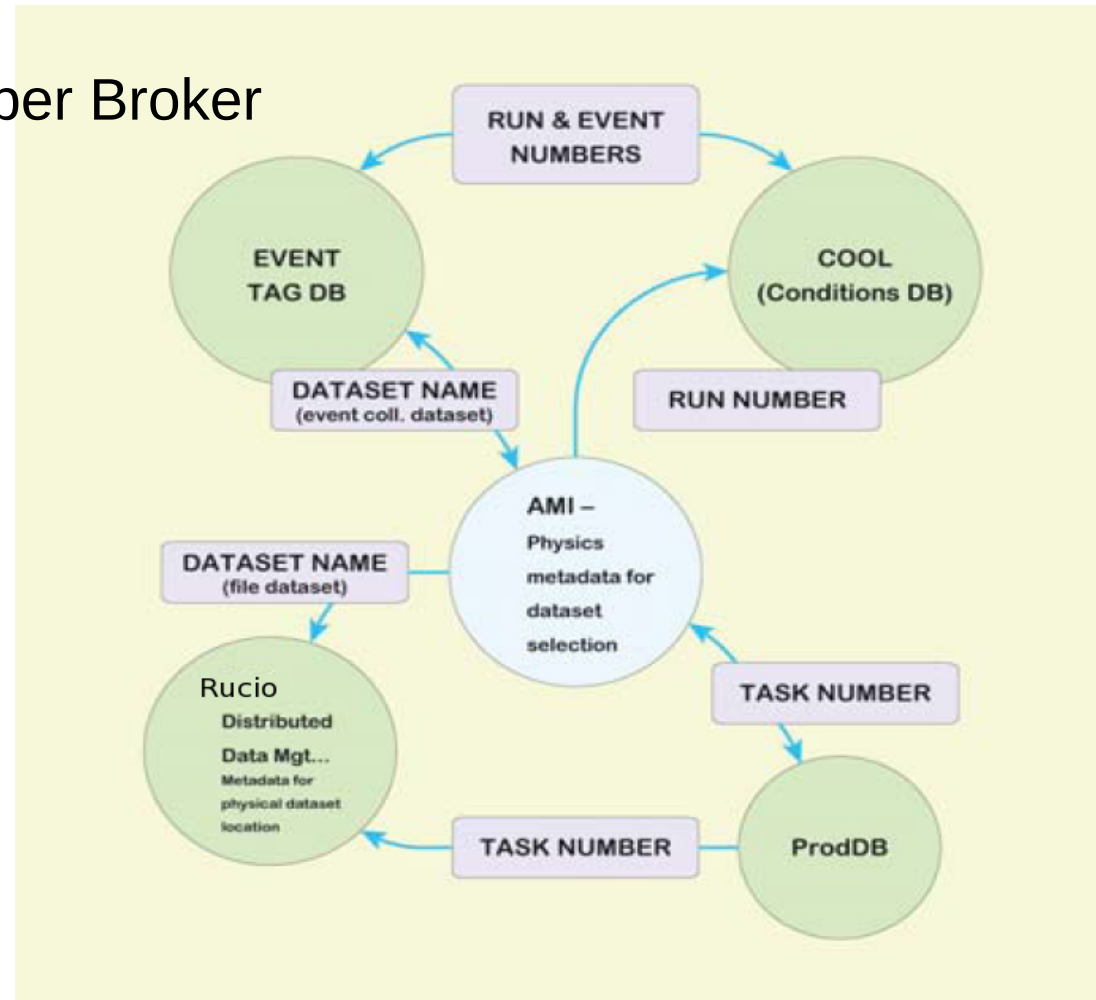 Broker
RUN & EVENT
NUMBERS
EVENT
TAG DB
COOL
(Conditions DB)
DATASET NAME
(event coll. dataset)
RUN NUMBER
AMI –
Physics
metadata for
dataset
selection
DATASET NAME
(file dataset)
Rucio
Distributed
Data Mgt...
Metadata for
physical dataset
location
TASK NUMBER
TASK NUMBER
ProdDB